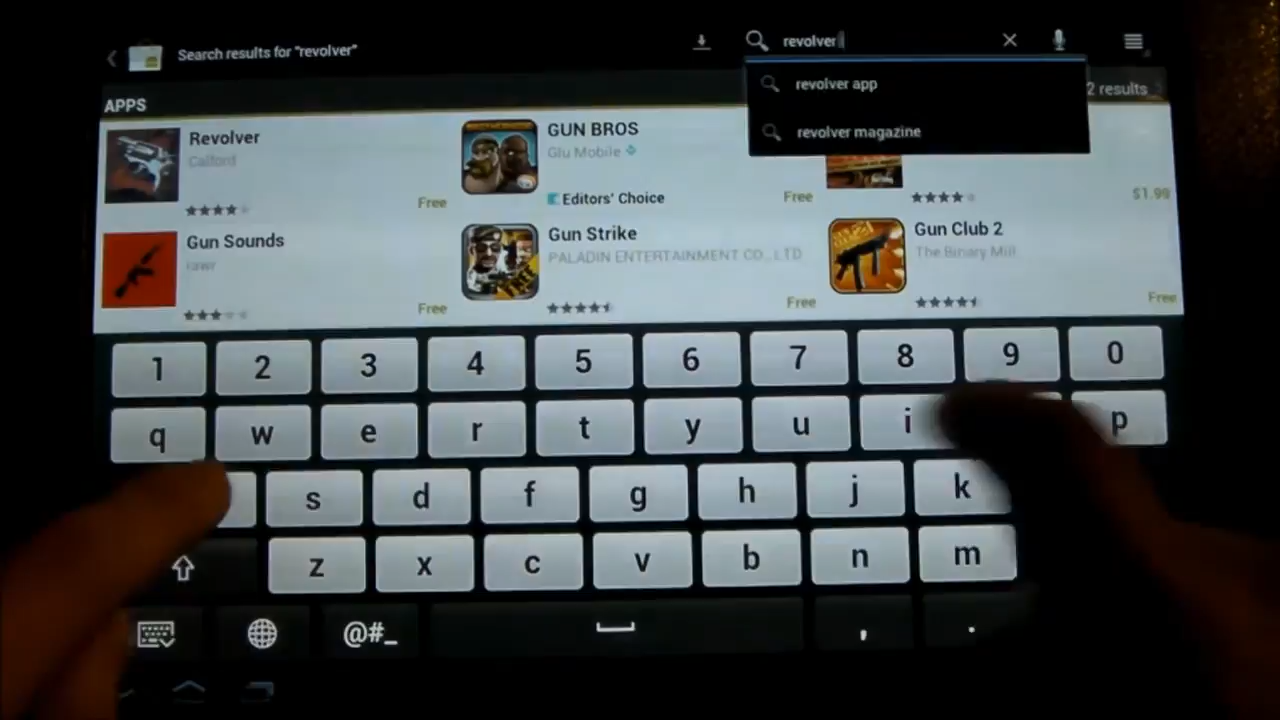 Search results for "revolver"
revolver
revolver app
revolver magazine
2 results
APPS
Revolver
Calford
Free
GUN BROS
Glu Mobile
Editors' Choice
Free
$1.99
Gun Sounds
rawr
Free
Gun Strike
PALADIN ENTERTAINMENT CO.,LTD
Free
Gun Club 2
The Binary Mill
Free
1 2 3 4 5 6 7 8 9 0
q w e r t y u i p
s d f g h j k
z x c v b n m
@#_ , .